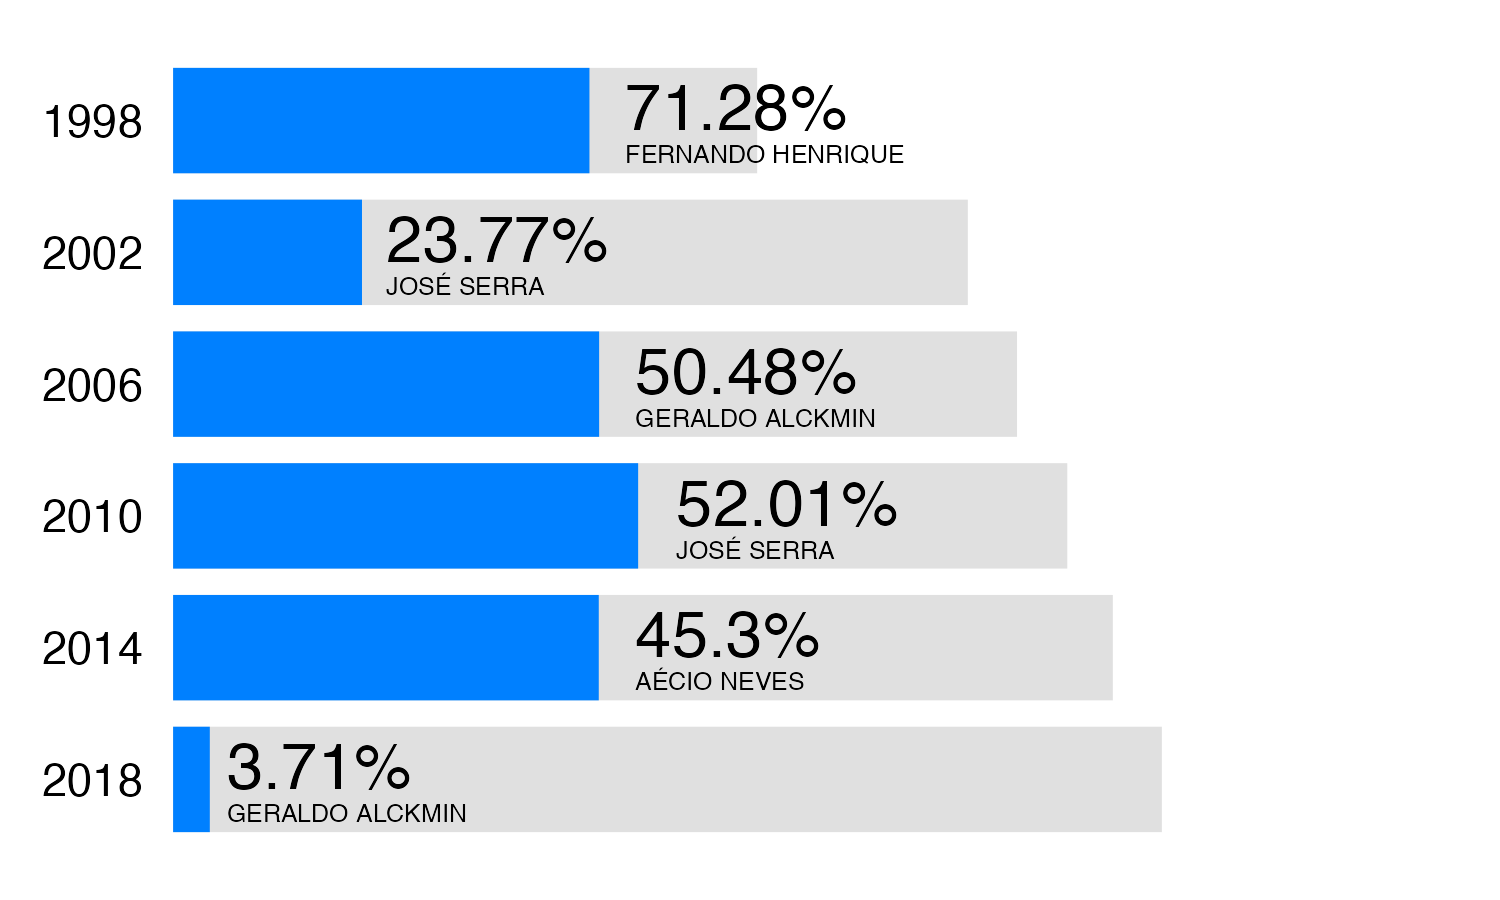 1998
71.28%
FERNANDO HENRIQUE
2002
23.77%
JOSÉ SERRA
2006
50.48%
GERALDO ALCKMIN
2010
52.01%
JOSÉ SERRA
2014
45.3%
AÉCIO NEVES
2018
3.71%
GERALDO ALCKMIN